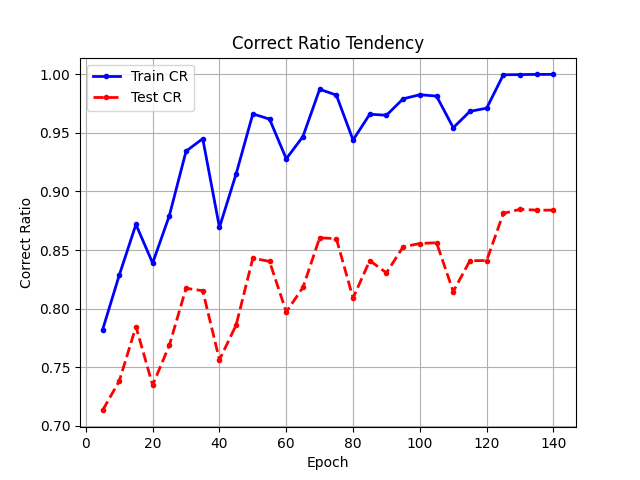 Correct Ratio Tendency
Train CR
Test CR
Correct Ratio
1.00
0.95
0.90
0.85
0.80
0.75
0.70
0 20 40 60 80 100 120 140
Epoch